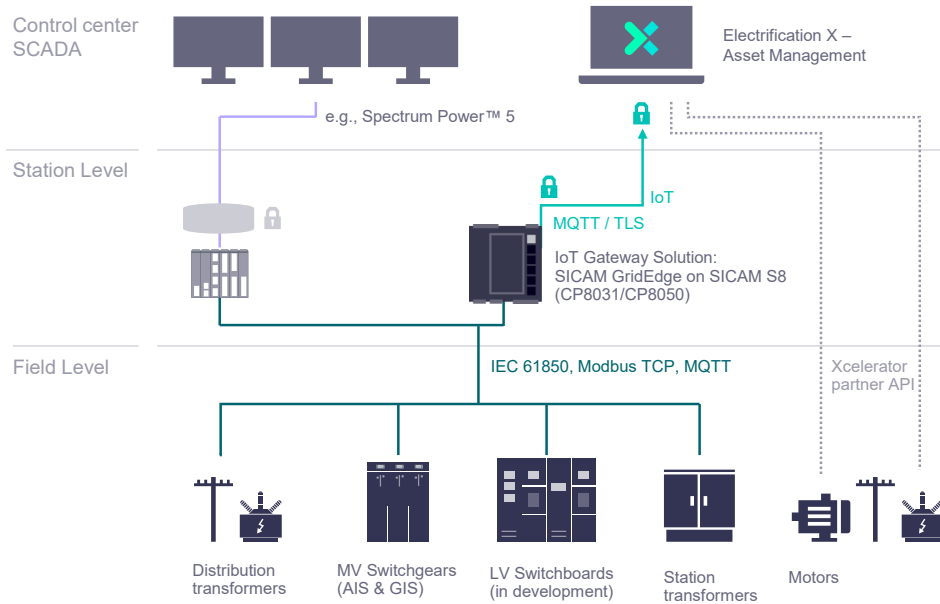 Control center
SCADA
Electrification X –
Asset Management
e.g., Spectrum Power™ 5
Station Level
IoT
MQTT / TLS
IoT Gateway Solution:
SICAM GridEdge on SICAM S8
(CP8031/CP8050)
Field Level
IEC 61850, Modbus TCP, MQTT
Xcelerator
partner API
Distribution
transformers
MV Switchgears
(AIS & GIS)
LV Switchboards
(in development)
Station
transformers
Motors